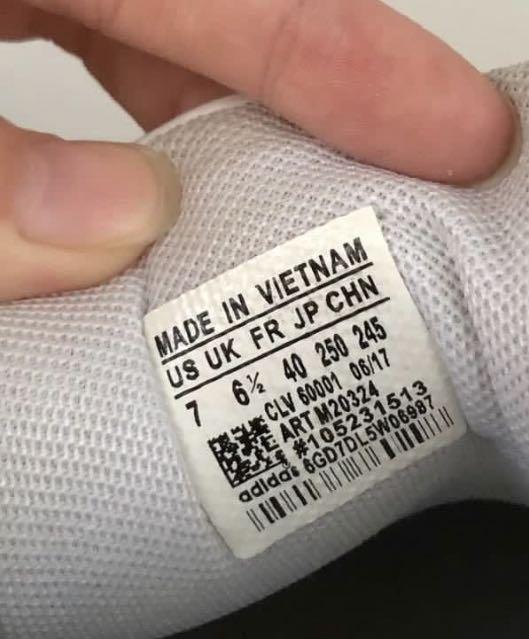 MADE IN VIETNAM
US UK FR JP CHN
7 6½ 40 250 245
CLV 60001 06/17
ART M20324
#105231513
adidas® 6GD7DL5W06987